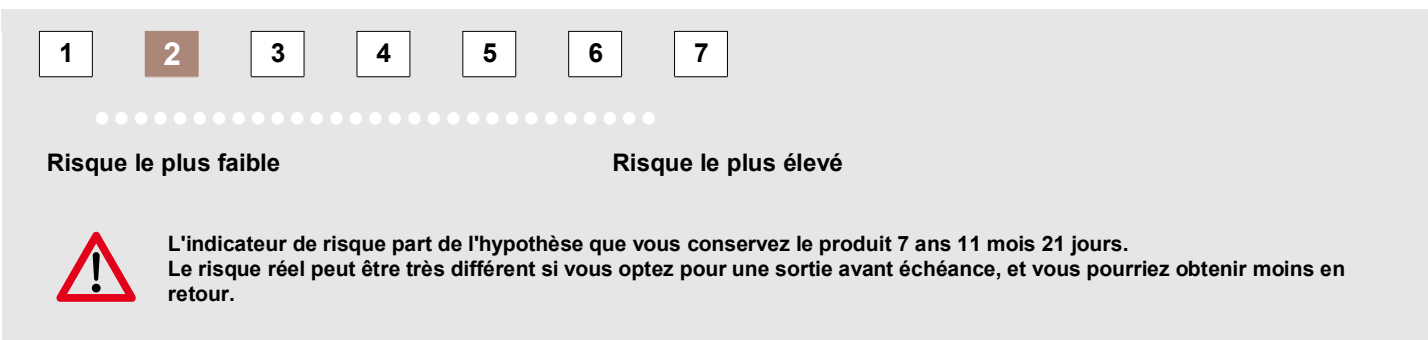 1 2 3 4 5 6 7
Risque le plus faible Risque le plus élevé
L'indicateur de risque part de l'hypothèse que vous conservez le produit 7 ans 11 mois 21 jours.
Le risque réel peut être très différent si vous optez pour une sortie avant échéance, et vous pourriez obtenir moins en
retour.